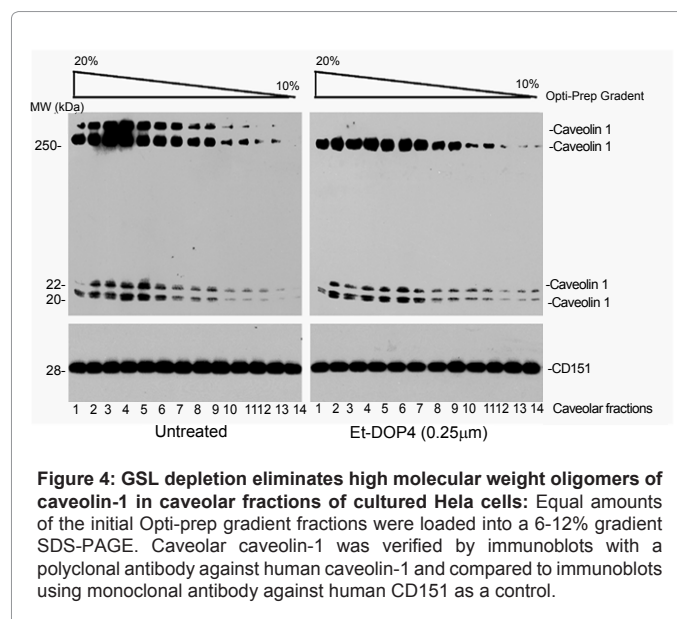 20% 20%
10% 10% Opti-Prep Gradent
MW (kDa)
-Caveolin 1
250- -Caveolin 1
22- -Caveolin 1
20- -Caveolin 1
28- -CD151
1 2 3 4 5 6 7 8 9 10 1112 13 14 1 2 3 4 5 6 7 8 9 10 1112 13 14 Caveolar fractions
Untreated Et-DOP4 (0.25µm)
Figure 4: GSL depletion eliminates high molecular weight oligomers of
caveolin-1 in caveolar fractions of cultured Hela cells: Equal amounts
of the initial Opti-prep gradient fractions were loaded into a 6-12% gradient
SDS-PAGE. Caveolar caveolin-1 was verified by immunoblots with a
polyclonal antibody against human caveolin-1 and compared to immunoblots
using monoclonal antibody against human CD151 as a control.